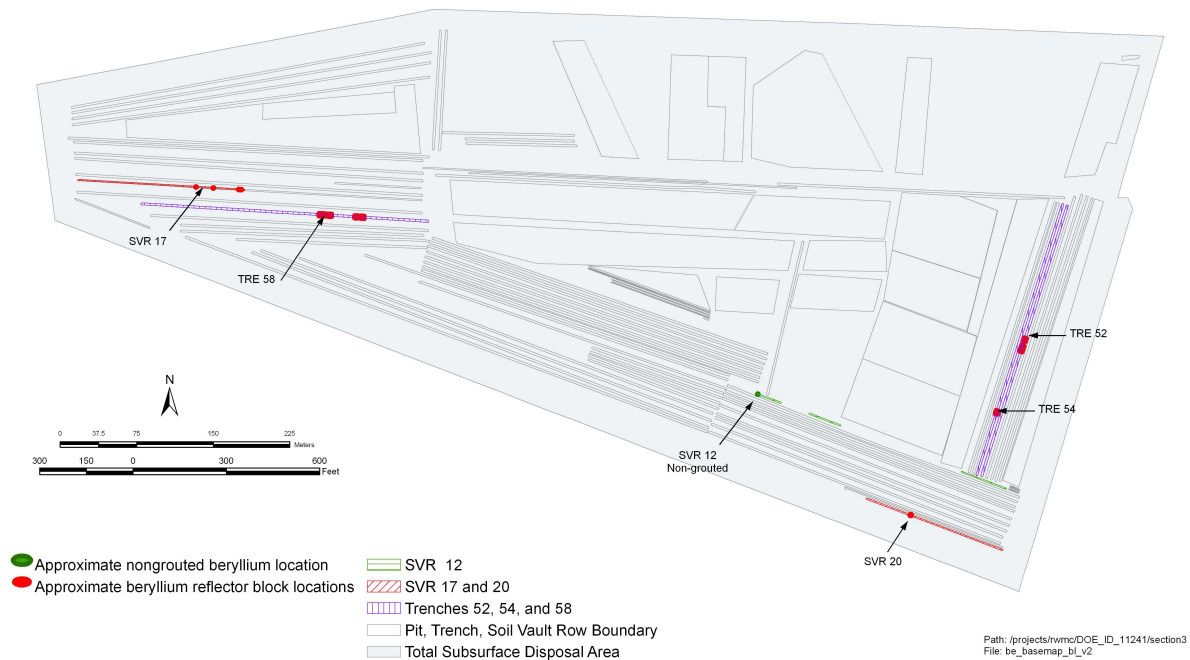 SVR 17
TRE 58
TRE 52
TRE 54
SVR 12
Non-grouted
SVR 20
N
0 37.5 75 150 225
Meters
300 150 0 300 600
Feet
Approximate nongrouted beryllium location
Approximate beryllium reflector block locations
SVR 12
SVR 17 and 20
Trenches 52, 54, and 58
Pit, Trench, Soil Vault Row Boundary
Total Subsurface Disposal Area
Path: /projects/rwmc/DOE_ID_11241/section3
File: be_basemap_bl_v2